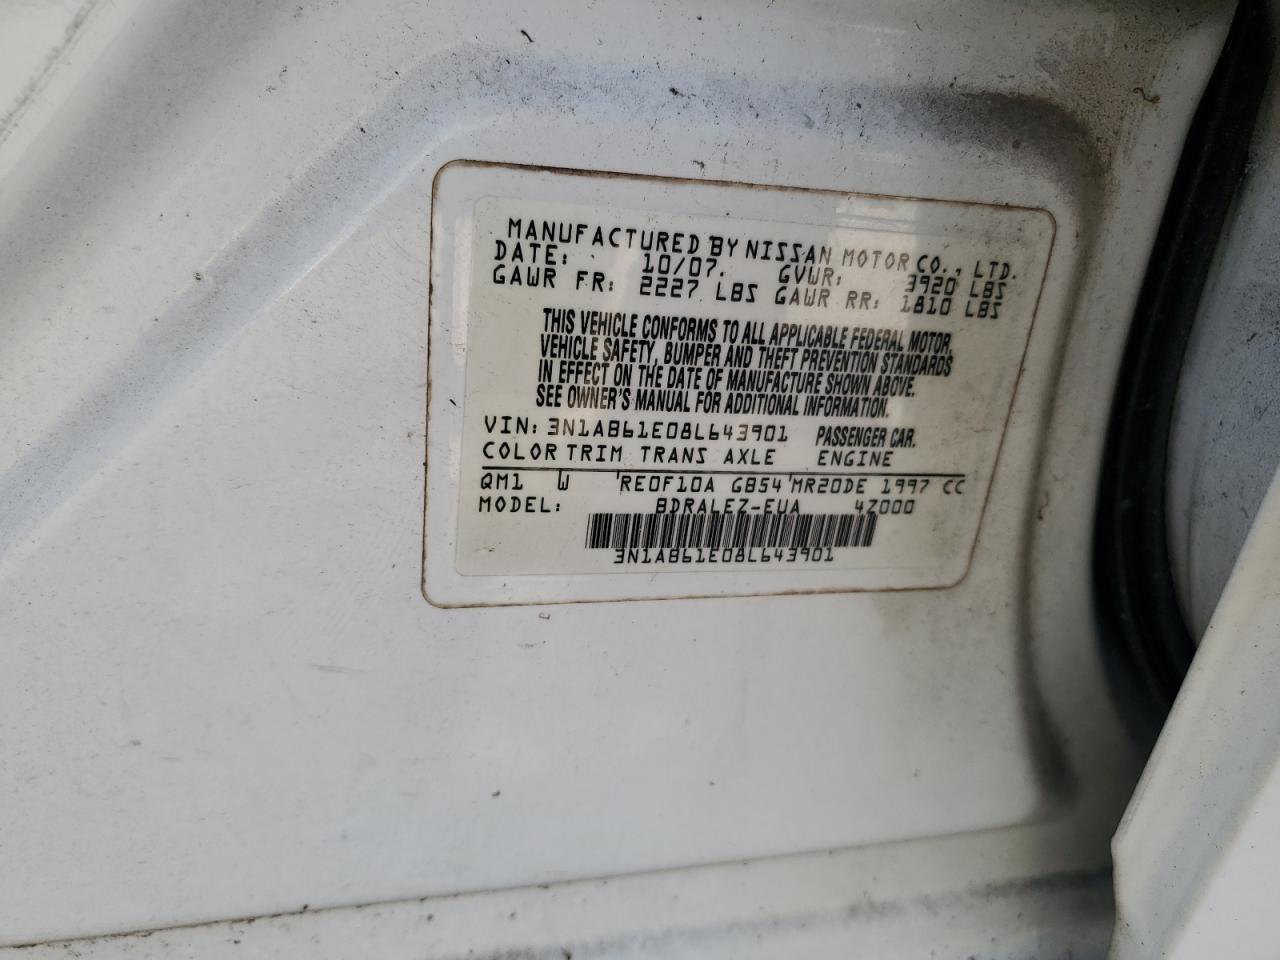 MANUFACTURED BY NISSAN MOTOR CO., LTD.
DATE: 10/07. GVWR: 3920 LBS
GAWR FR: 2227 LBS GAWR RR: 1810 LBS
THIS VEHICLE CONFORMS TO ALL APPLICABLE FEDERAL MOTOR
VEHICLE SAFETY, BUMPER AND THEFT PREVENTION STANDARDS
IN EFFECT ON THE DATE OF MANUFACTURE SHOWN ABOVE.
SEE OWNER'S MANUAL FOR ADDITIONAL INFORMATION.
VIN: 3N1AB61E08L643901 PASSENGER CAR.
COLOR TRIM TRANS AXLE ENGINE
QM1 W RE0F10A GB54 MR20DE 1997 CC
MODEL: BDRALEZ-EUA 4Z000
3N1AB61E08L643901